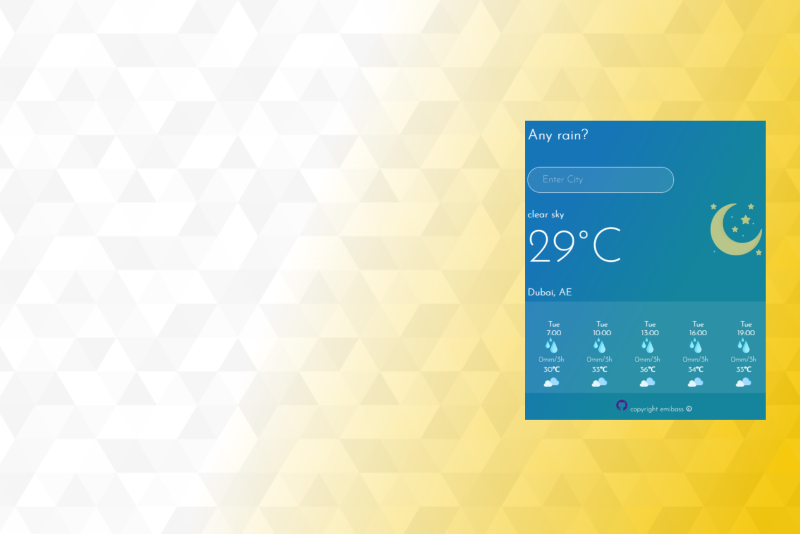 Any rain?
Enter City
clear sky
29°C
Dubai, AE
Tue Tue Tue Tue Tue
7:00 10:00 13:00 16:00 19:00
0mm/3h 0mm/3h 0mm/3h 0mm/3h 0mm/3h
30°C 33°C 36°C 34°C 33°C
copyright emiboss ©